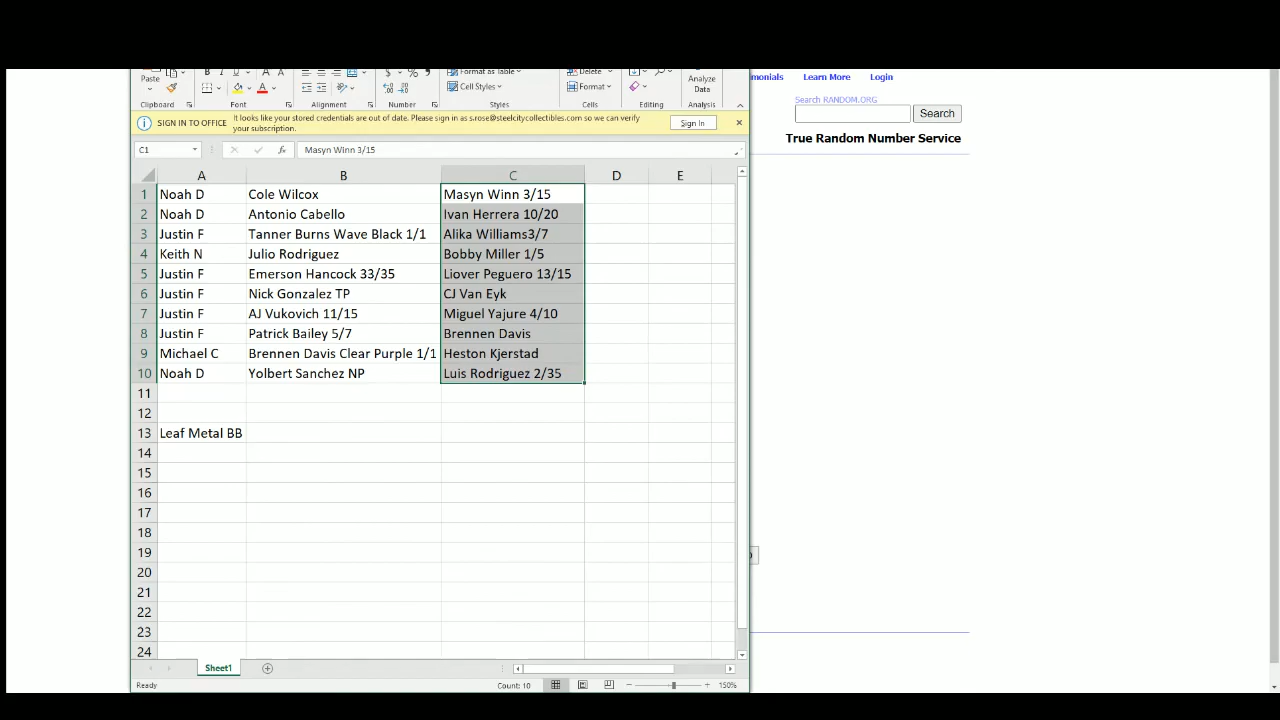 monials Learn More Login
Search RANDOM.ORG
Search
True Random Number Service
Paste B I U A A $ % Format as Table Delete Analyze
Cell Styles Format Data
Clipboard Font Alignment Number Styles Cells Editing Analysis
SIGN IN TO OFFICE It looks like your stored credentials are out of date. Please sign in as s.rose@steelcitycollectibles.com so we can verify
your subscription. Sign In
C1 fx Masyn Winn 3/15
A B C D E
1 Noah D Cole Wilcox Masyn Winn 3/15
2 Noah D Antonio Cabello Ivan Herrera 10/20
3 Justin F Tanner Burns Wave Black 1/1 Alika Williams3/7
4 Keith N Julio Rodriguez Bobby Miller 1/5
5 Justin F Emerson Hancock 33/35 Liover Peguero 13/15
6 Justin F Nick Gonzalez TP CJ Van Eyk
7 Justin F AJ Vukovich 11/15 Miguel Yajure 4/10
8 Justin F Patrick Bailey 5/7 Brennen Davis
9 Michael C Brennen Davis Clear Purple 1/1 Heston Kjerstad
10 Noah D Yolbert Sanchez NP Luis Rodriguez 2/35
11
12
13 Leaf Metal BB
14
15
16
17
18
19
20
21
22
23
24
Sheet1
Ready Count: 10 150%